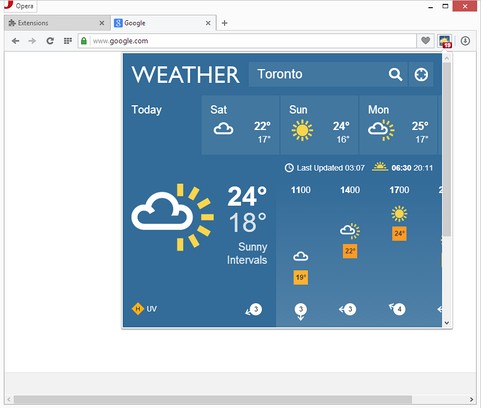 Opera
Extensions
Google
www.google.com
19
WEATHER
Toronto
Today
Sat
22°
17°
Sun
24°
16°
Mon
25°
17°
Last Updated 03:07
06:30 20:11
24°
18°
Sunny
Intervals
1100
1400
1700
2
19°
22°
24°
H UV
3
3
3
4